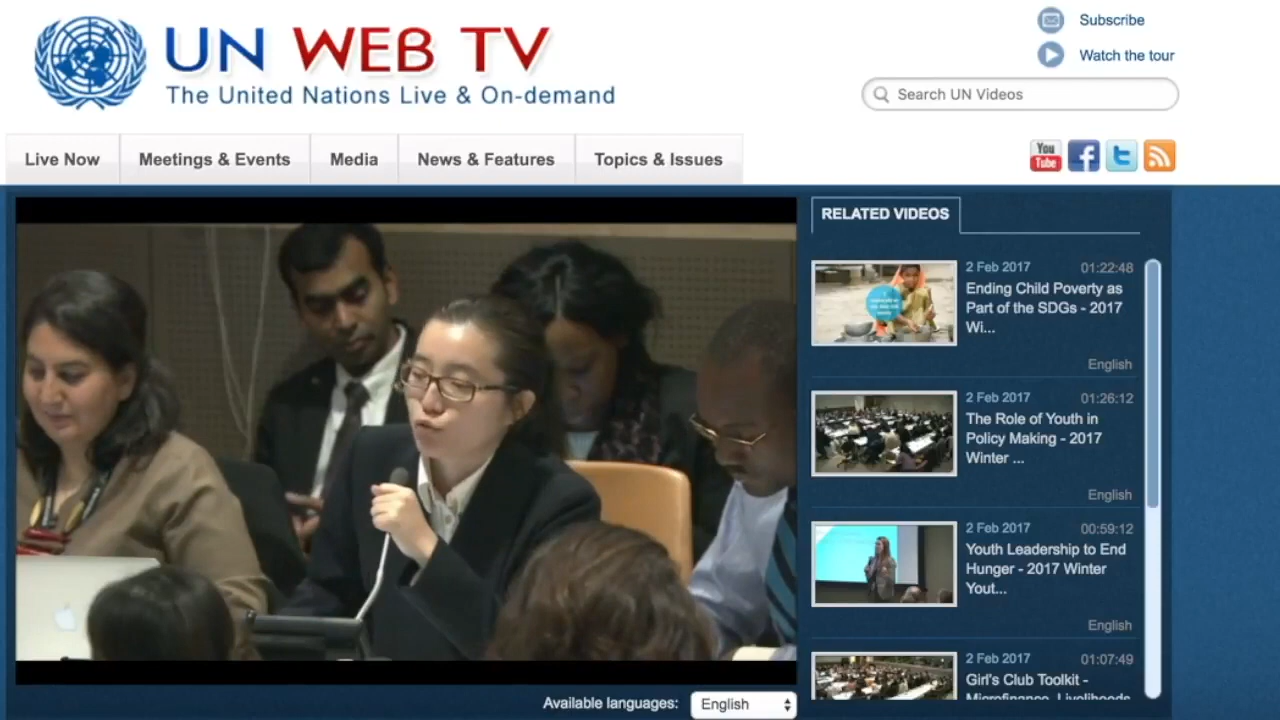 UN WEB TV
The United Nations Live & On-demand
Subscribe
Watch the tour
Search UN Videos
Live Now
Meetings & Events
Media
News & Features
Topics & Issues
You
Tube
RELATED VIDEOS
2 Feb 2017
01:22:48
Ending Child Poverty as
Part of the SDGs - 2017
Wi...
English
2 Feb 2017
01:26:12
The Role of Youth in
Policy Making - 2017
Winter ...
English
2 Feb 2017
00:59:12
Youth Leadership to End
Hunger - 2017 Winter
Yout...
English
2 Feb 2017
01:07:49
Girl's Club Toolkit -
Microfinance, Livelihoods
Available languages:
English